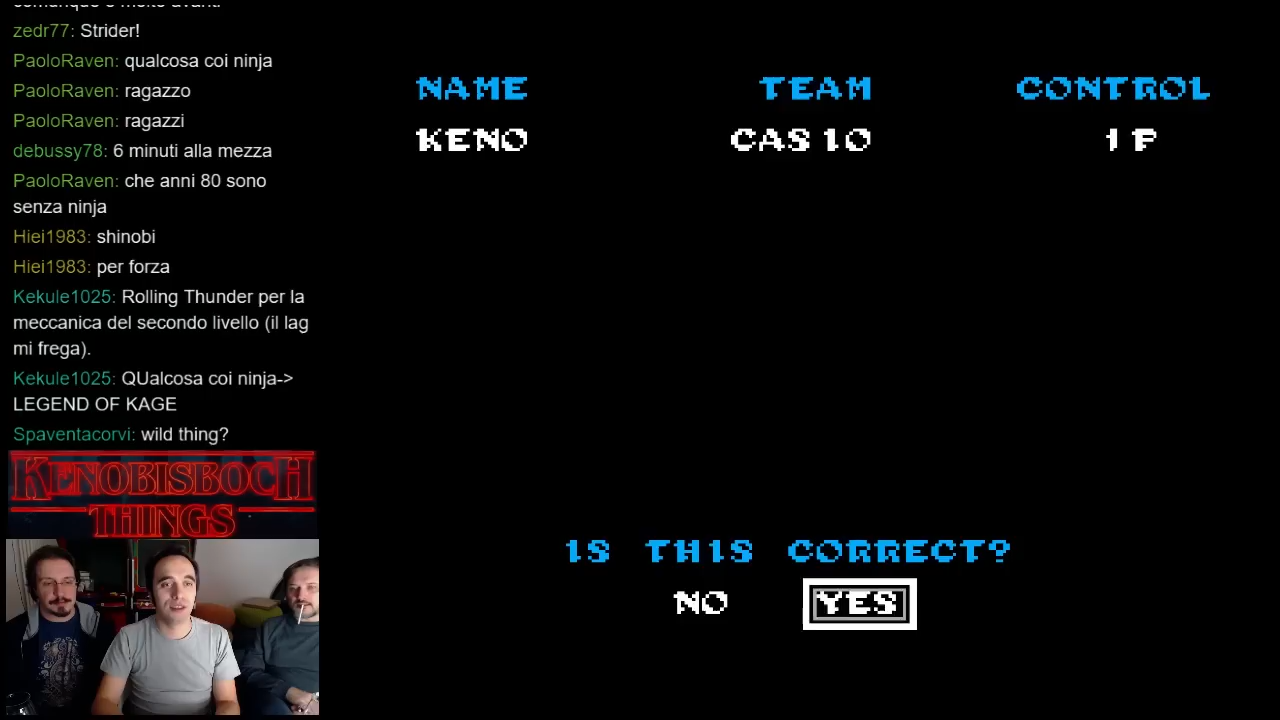 zedr77: Strider!
PaoloRaven: qualcosa coi ninja
PaoloRaven: ragazzo
PaoloRaven: ragazzi
debussy78: 6 minuti alla mezza
PaoloRaven: che anni 80 sono
senza ninja
Hiei1983: shinobi
Hiei1983: per forza
Kekule1025: Rolling Thunder per la
meccanica del secondo livello (il lag
mi frega).
Kekule1025: QUalcosa coi ninja->
LEGEND OF KAGE
Spaventacorvi: wild thing?
KENOBISBOCH
THINGS
NAME TEAM CONTROL
KENO CASIO 1P
IS THIS CORRECT?
NO YES